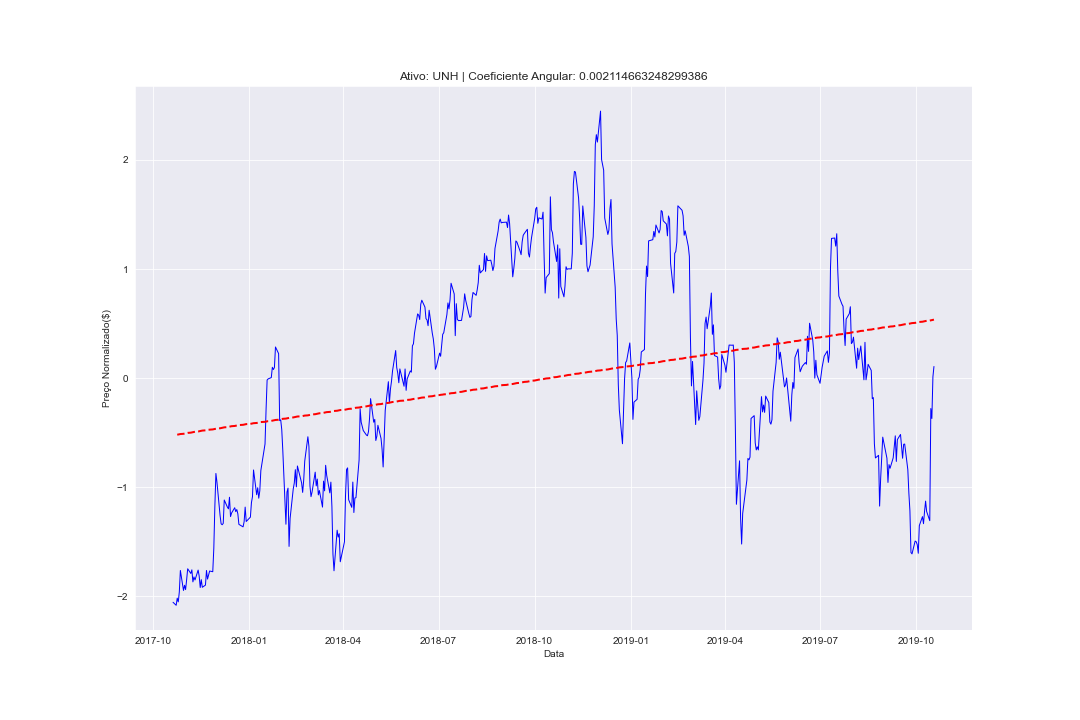 Ativo: UNH | Coeficiente Angular: 0.002114663248299386
Preço Normalizado($)
2
1
0
−1
−2
2017-10 2018-01 2018-04 2018-07 2018-10 2019-01 2019-04 2019-07 2019-10
Data